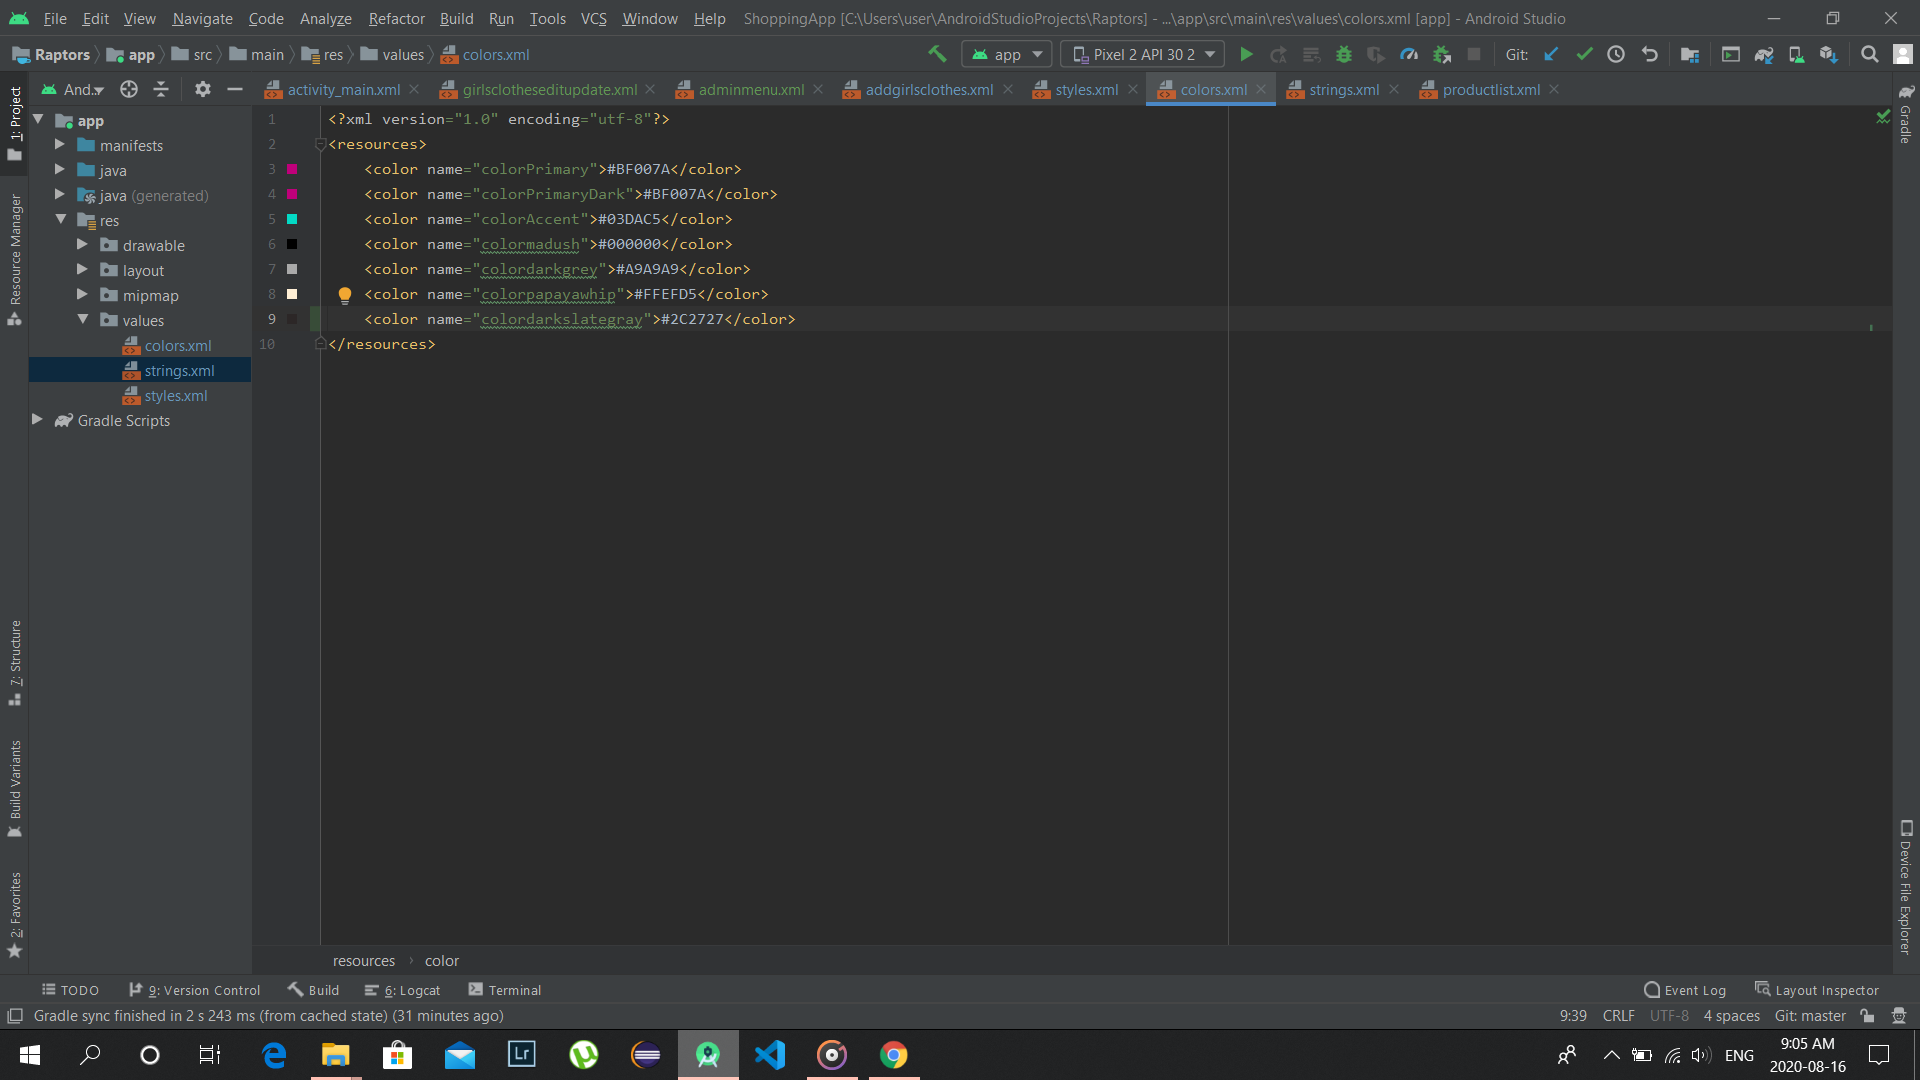 File Edit View Navigate Code Analyze Refactor Build Run Tools VCS Window Help ShoppingApp [C:\Users\user\AndroidStudioProjects\Raptors] - ...\app\src\main\res\values\colors.xml [app] - Android Studio
Raptors app src main res values colors.xml app Pixel 2 API 30 2 Git:
And.. activity_main.xml girlsclotheseditupdate.xml adminmenu.xml addgirlsclothes.xml styles.xml colors.xml strings.xml productlist.xml
1: Project
Resource Manager
7: Structure
Build Variants
2: Favorites
app
manifests
java
java (generated)
res
drawable
layout
mipmap
values
colors.xml
strings.xml
styles.xml
Gradle Scripts
1 <?xml version="1.0" encoding="utf-8"?>
2 <resources>
3 <color name="colorPrimary">#BF007A</color>
4 <color name="colorPrimaryDark">#BF007A</color>
5 <color name="colorAccent">#03DAC5</color>
6 <color name="colormadush">#000000</color>
7 <color name="colordarkgrey">#A9A9A9</color>
8 <color name="colorpapayawhip">#FFEFD5</color>
9 <color name="colordarkslategray">#2C2727</color>
10 </resources>
Gradle
Device File Explorer
resources › color
TODO 9: Version Control Build 6: Logcat Terminal Event Log Layout Inspector
Gradle sync finished in 2 s 243 ms (from cached state) (31 minutes ago) 9:39 CRLF UTF-8 4 spaces Git: master
Lr
ENG
9:05 AM
2020-08-16